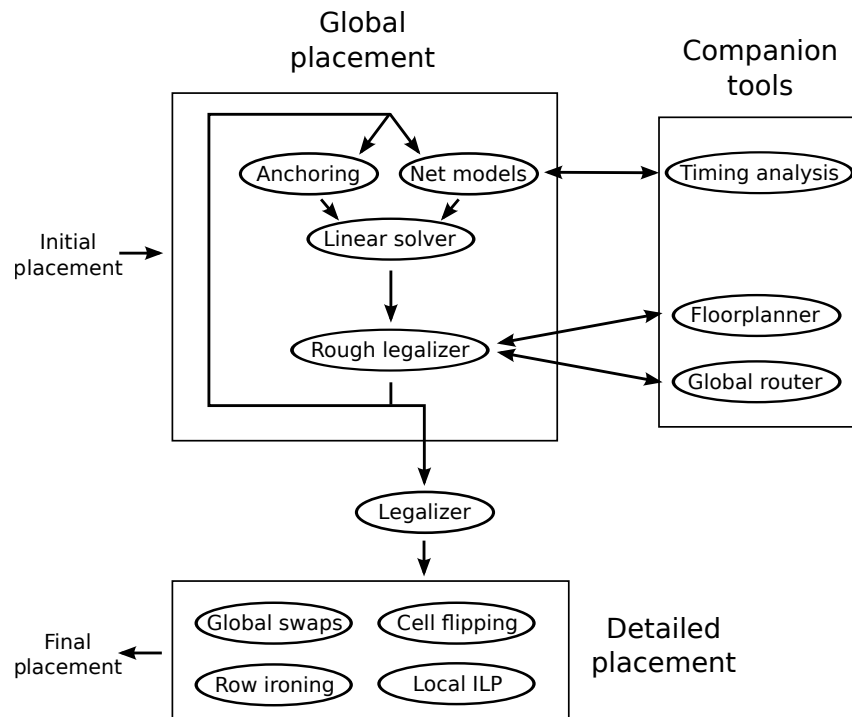 Global
placement
Companion
tools
Anchoring
Net models
Timing analysis
Linear solver
Initial
placement
Rough legalizer
Floorplanner
Global router
Legalizer
Global swaps
Cell flipping
Row ironing
Local ILP
Detailed
placement
Final
placement